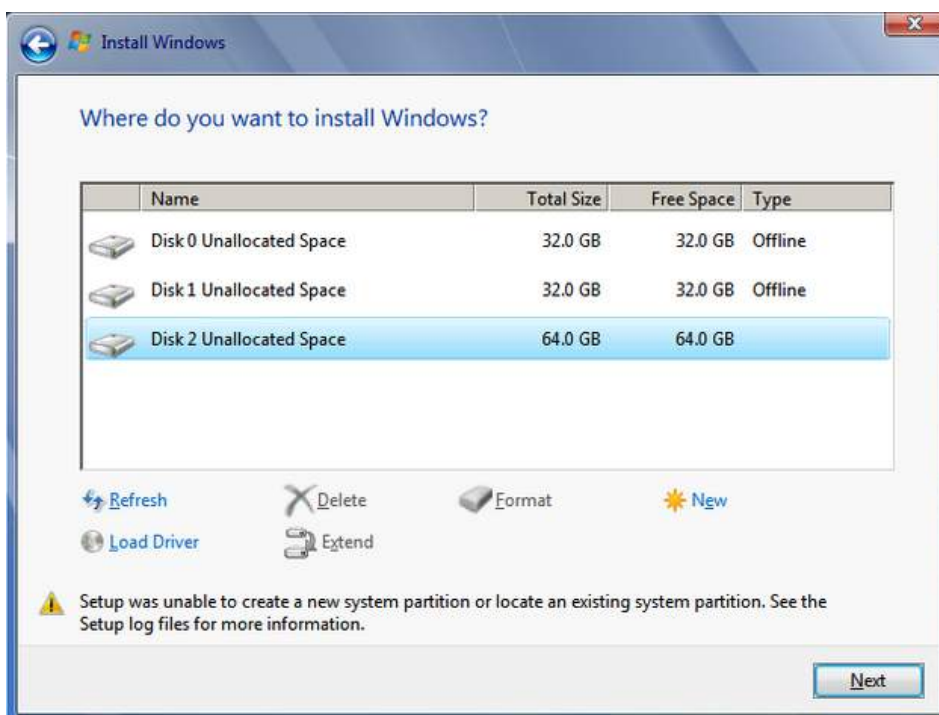 Install Windows
Where do you want to install Windows?
Name Total Size Free Space Type
Disk 0 Unallocated Space 32.0 GB 32.0 GB Offline
Disk 1 Unallocated Space 32.0 GB 32.0 GB Offline
Disk 2 Unallocated Space 64.0 GB 64.0 GB
Refresh Delete Format New
Load Driver Extend
Setup was unable to create a new system partition or locate an existing system partition. See the
Setup log files for more information.
Next